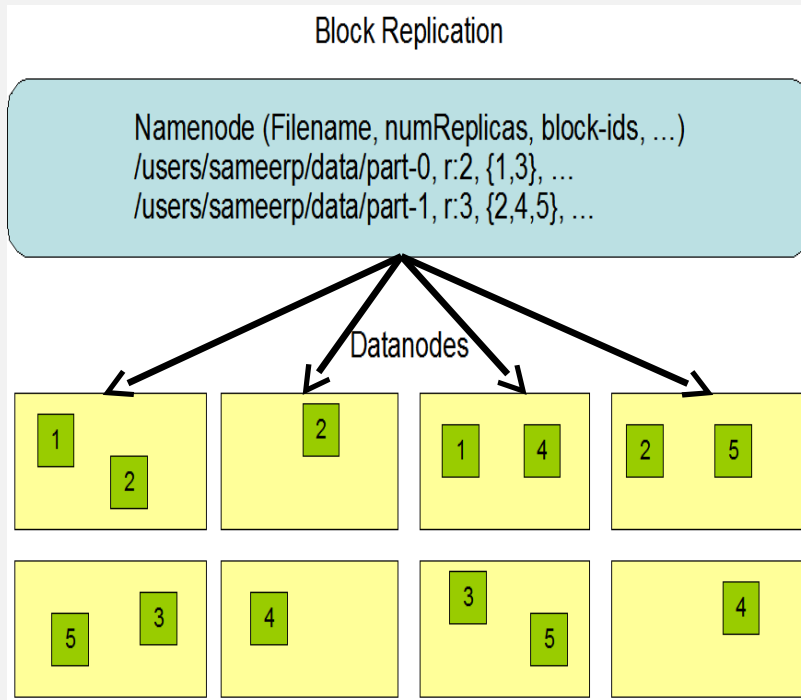 Block Replication
Namenode (Filename, numReplicas, block-ids, ...)
/users/sameerp/data/part-0, r:2, {1,3}, ...
/users/sameerp/data/part-1, r:3, {2,4,5}, ...
Datanodes
1
2
2
1
4
2
5
5
3
4
3
5
4